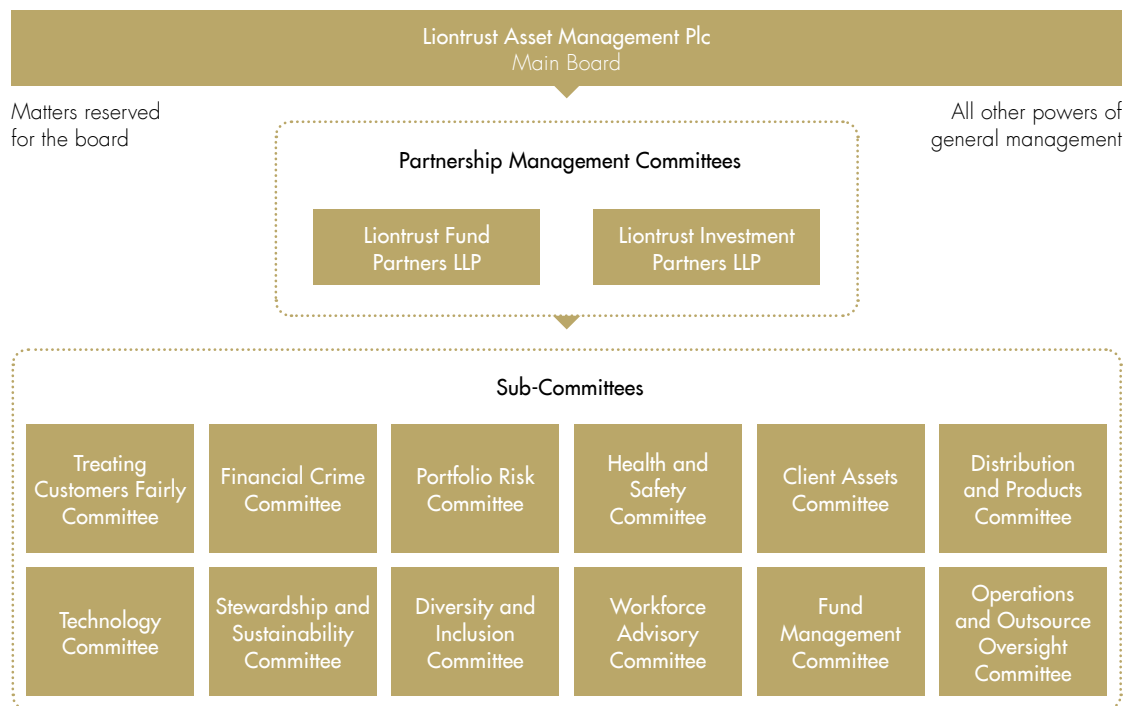 Liontrust Asset Management Plc
Main Board
Matters reserved
for the board
All other powers of
general management
Partnership Management Committees
Liontrust Fund
Partners LLP
Liontrust Investment
Partners LLP
Sub-Committees
Treating
Customers Fairly
Committee
Financial Crime
Committee
Portfolio Risk
Committee
Health and
Safety
Committee
Client Assets
Committee
Distribution
and Products
Committee
Technology
Committee
Stewardship and
Sustainability
Committee
Diversity and
Inclusion
Committee
Workforce
Advisory
Committee
Fund
Management
Committee
Operations
and Outsource
Oversight
Committee